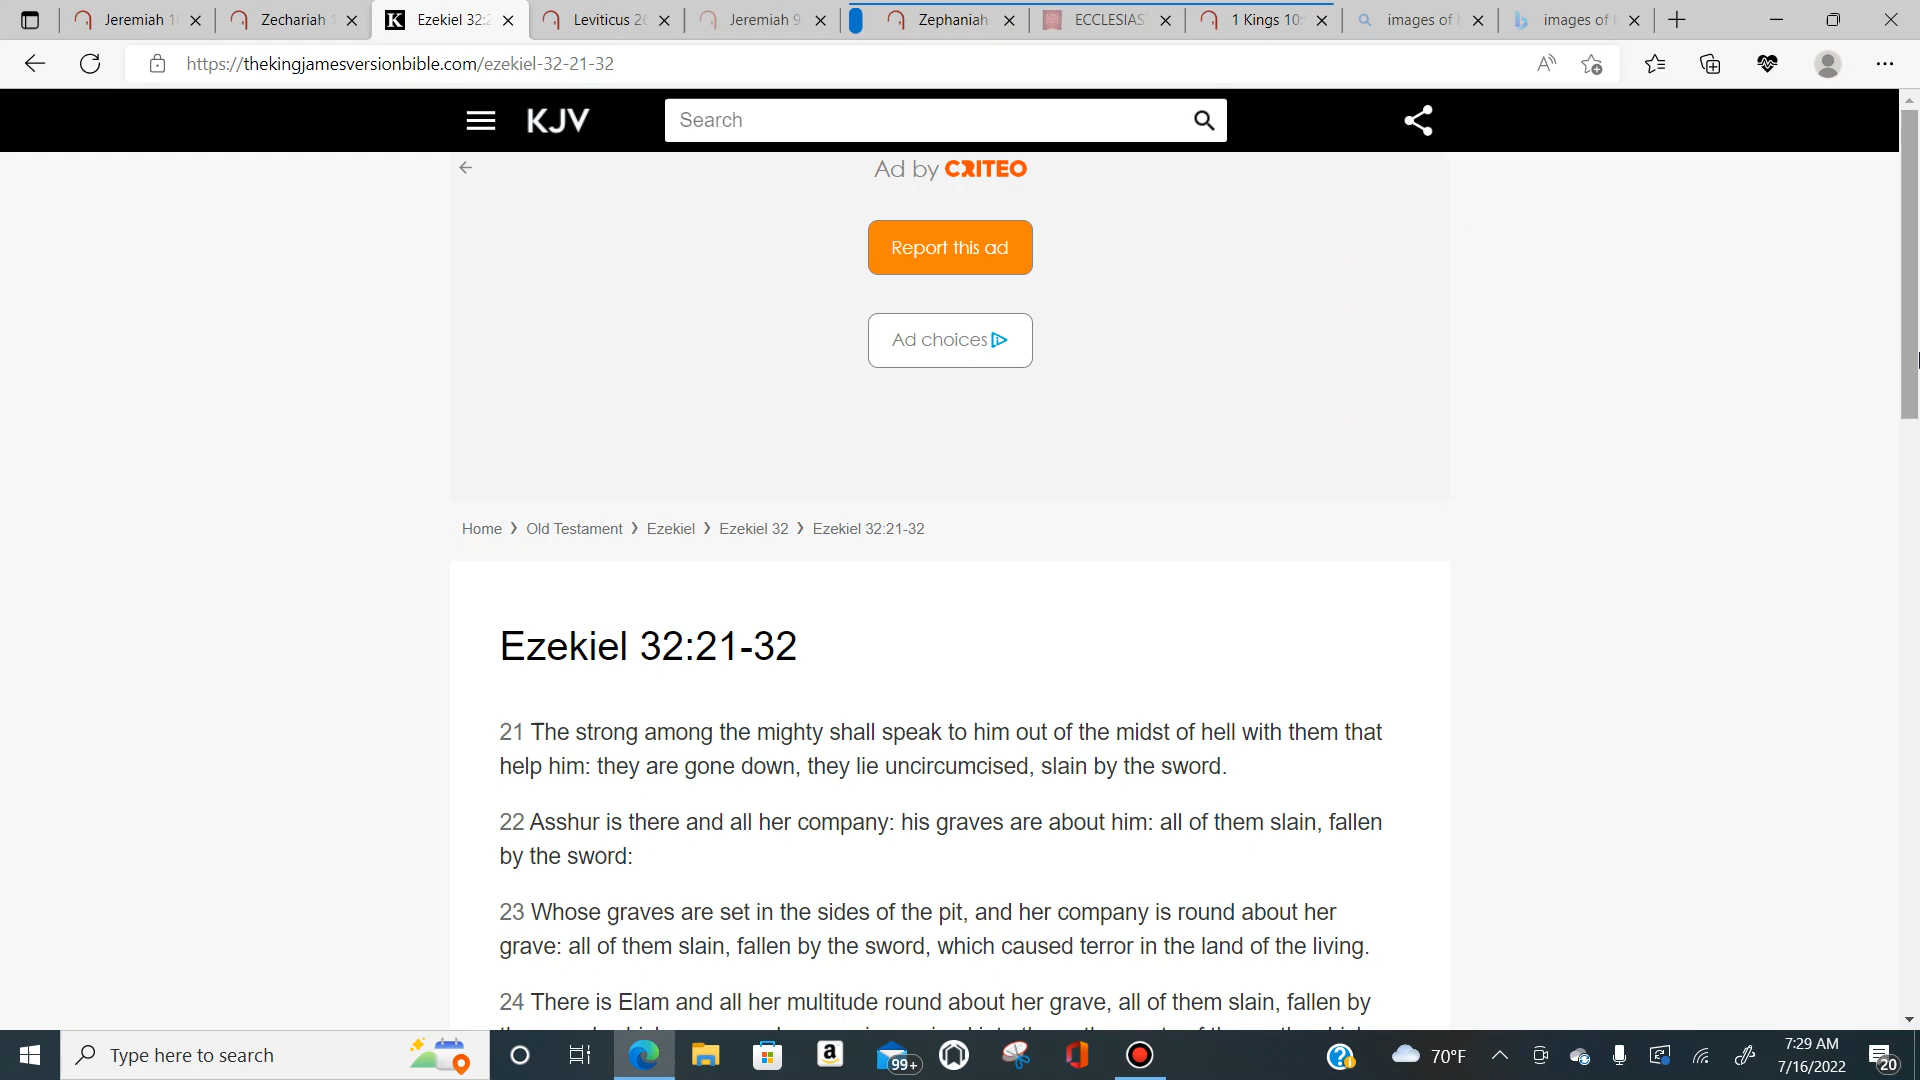 Jeremiah 1
Zechariah 1
K
Ezekiel 32:2
Leviticus 26
Jeremiah 9
Zephaniah
ECCLESIAS
1 Kings 10:
images of
images of
https://thekingjamesversionbible.com/ezekiel-32-21-32
KJV
Search
Ad by CRITEO
Report this ad
Ad choices
Home > Old Testament > Ezekiel > Ezekiel 32 > Ezekiel 32:21-32
Ezekiel 32:21-32
21 The strong among the mighty shall speak to him out of the midst of hell with them that
help him: they are gone down, they lie uncircumcised, slain by the sword.
22 Asshur is there and all her company: his graves are about him: all of them slain, fallen
by the sword:
23 Whose graves are set in the sides of the pit, and her company is round about her
grave: all of them slain, fallen by the sword, which caused terror in the land of the living.
24 There is Elam and all her multitude round about her grave, all of them slain, fallen by
Type here to search
a
99+
70°F
7:29 AM
7/16/2022
20